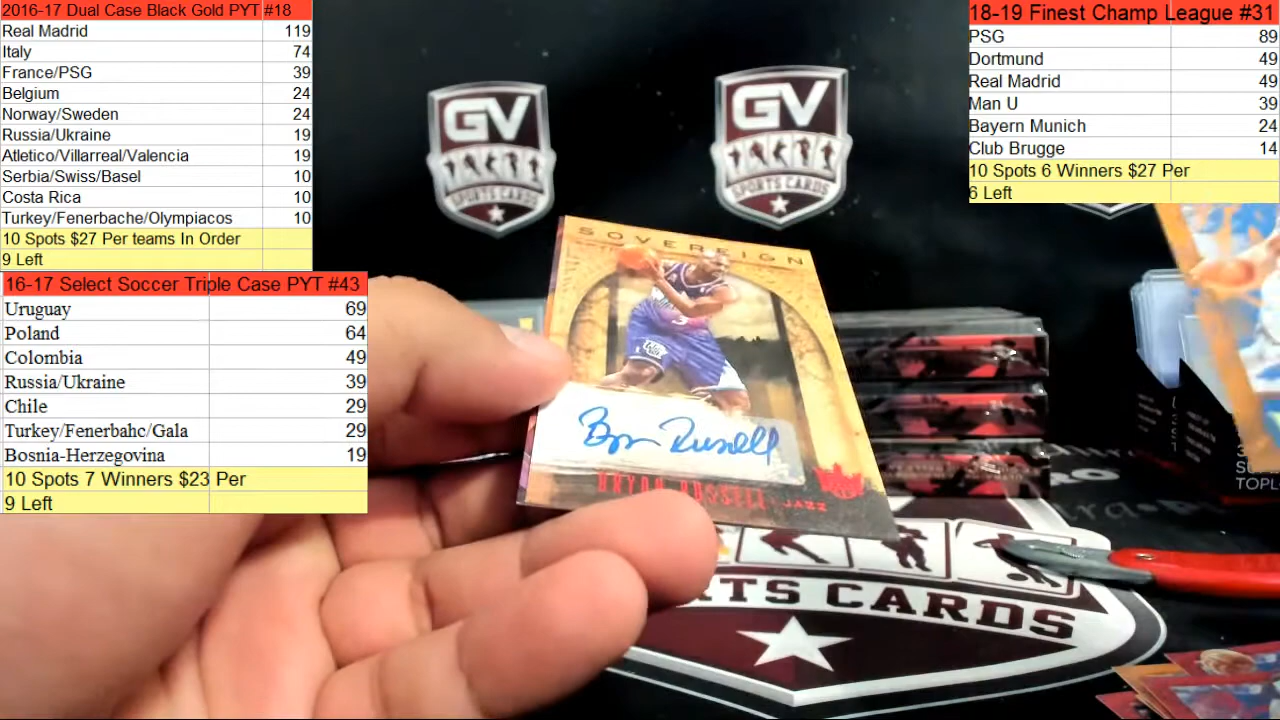 2016-17 Dual Case Black Gold PYT #18
Real Madrid 119
Italy 74
France/PSG 39
Belgium 24
Norway/Sweden 24
Russia/Ukraine 19
Atletico/Villarreal/Valencia 19
Serbia/Swiss/Basel 10
Costa Rica 10
Turkey/Fenerbache/Olympiacos 10
10 Spots $27 Per teams In Order
9 Left
16-17 Select Soccer Triple Case PYT #43
Uruguay 69
Poland 64
Colombia 49
Russia/Ukraine 39
Chile 29
Turkey/Fenerbahc/Gala 29
Bosnia-Herzegovina 19
10 Spots 7 Winners $23 Per
9 Left
18-19 Finest Champ League #31
PSG 89
Dortmund 49
Real Madrid 49
Man U 39
Bayern Munich 24
Club Brugge 14
10 Spots 6 Winners $27 Per
6 Left
GV
SPORTS CARDS
GV
SPORTS CARDS
SOVEREIGN
Bryon Russell
BRYON RUSSELL JAZZ
RTS CARDS
TOPL